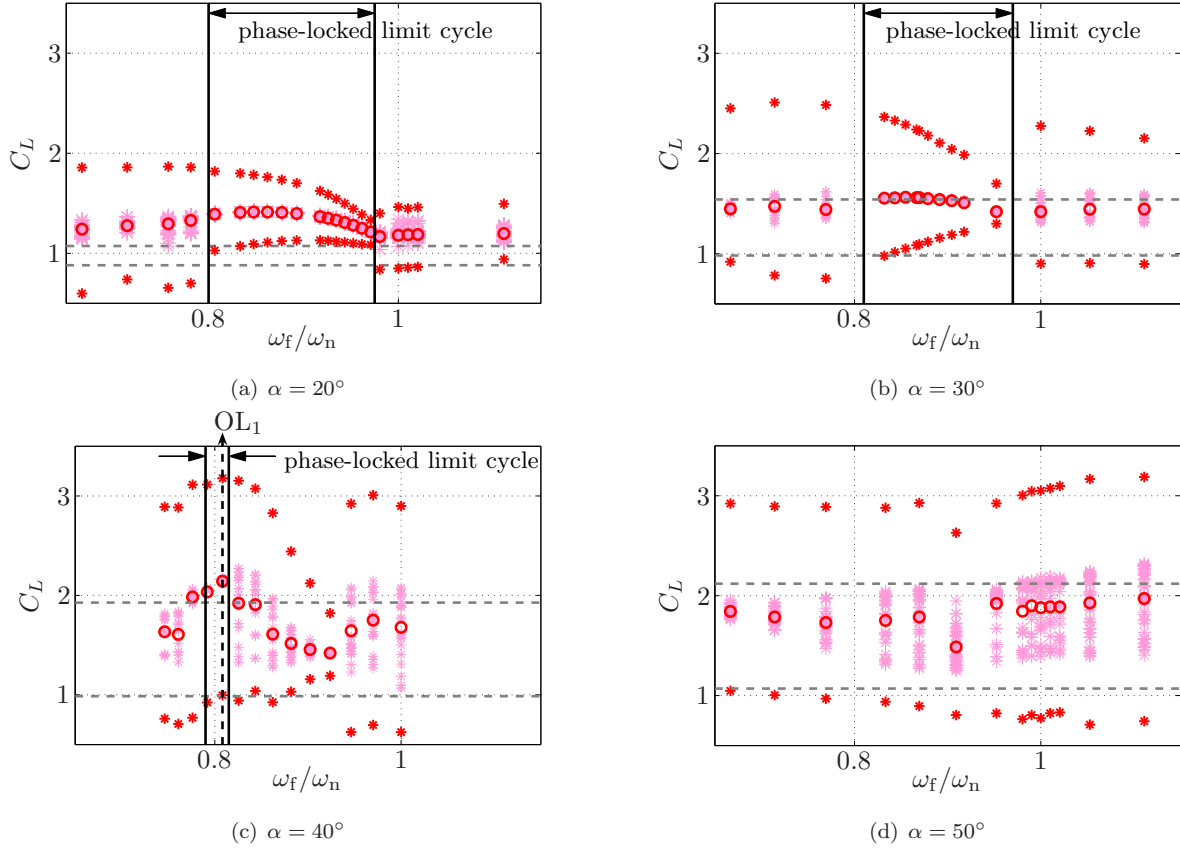 phase-locked limit cycle
3
2
1
C_L
0.8
1
ω_f/ω_n
(a) α = 20°
phase-locked limit cycle
3
2
1
C_L
0.8
1
ω_f/ω_n
(b) α = 30°
OL_1
phase-locked limit cycle
3
2
1
C_L
0.8
1
ω_f/ω_n
(c) α = 40°
3
2
1
C_L
0.8
1
ω_f/ω_n
(d) α = 50°